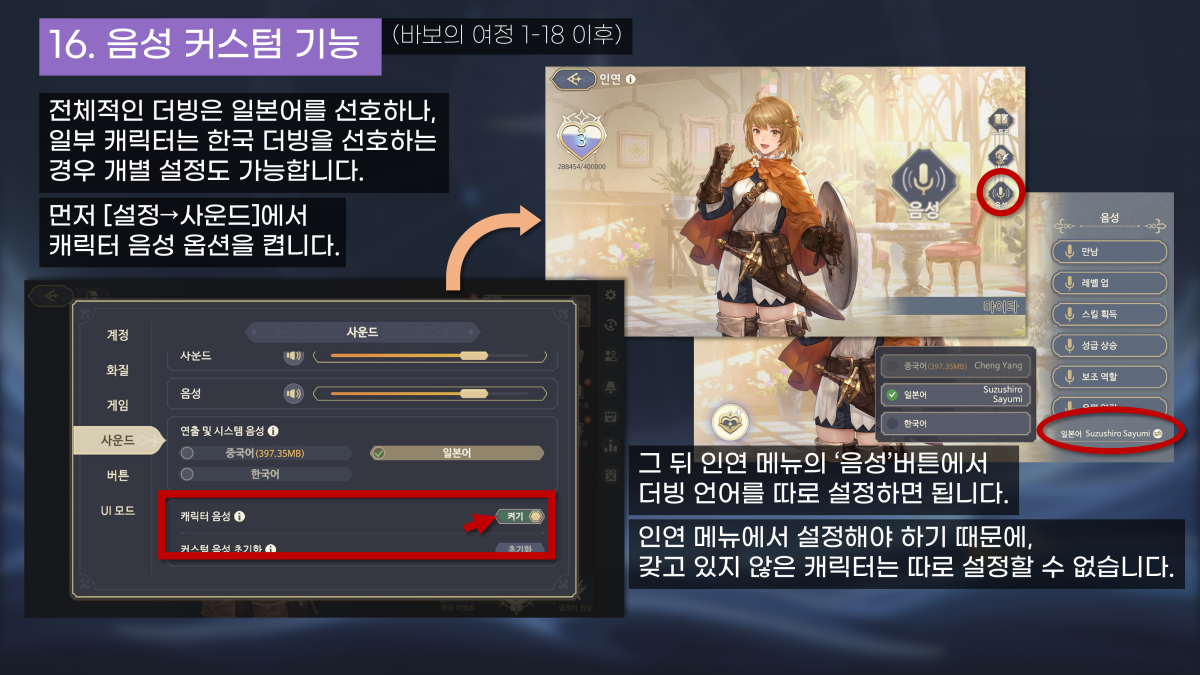 16. 음성 커스텀 기능
(바보의 여정 1-18 이후)
전체적인 더빙은 일본어를 선호하나,
일부 캐릭터는 한국 더빙을 선호하는
경우 개별 설정도 가능합니다.
먼저 [설정→사운드]에서
캐릭터 음성 옵션을 켭니다.
인연
3
288454/400000
스토리
음성
음성
마이타
음성
만남
레벨 업
스킬 획득
성급 상승
보조 역할
일본어 Suzushiro Sayumi
중국어(397.35MB) Cheng Yang
일본어 Suzushiro
Sayumi
한국어
계정
화질
게임
사운드
버튼
UI 모드
사운드
사운드
음성
연출 및 시스템 음성
중국어(397.35MB)
일본어
한국어
캐릭터 음성
켜기
커스텀 음성 초기화
초기화
그 뒤 인연 메뉴의 ‘음성’버튼에서
더빙 언어를 따로 설정하면 됩니다.
인연 메뉴에서 설정해야 하기 때문에,
갖고 있지 않은 캐릭터는 따로 설정할 수 없습니다.